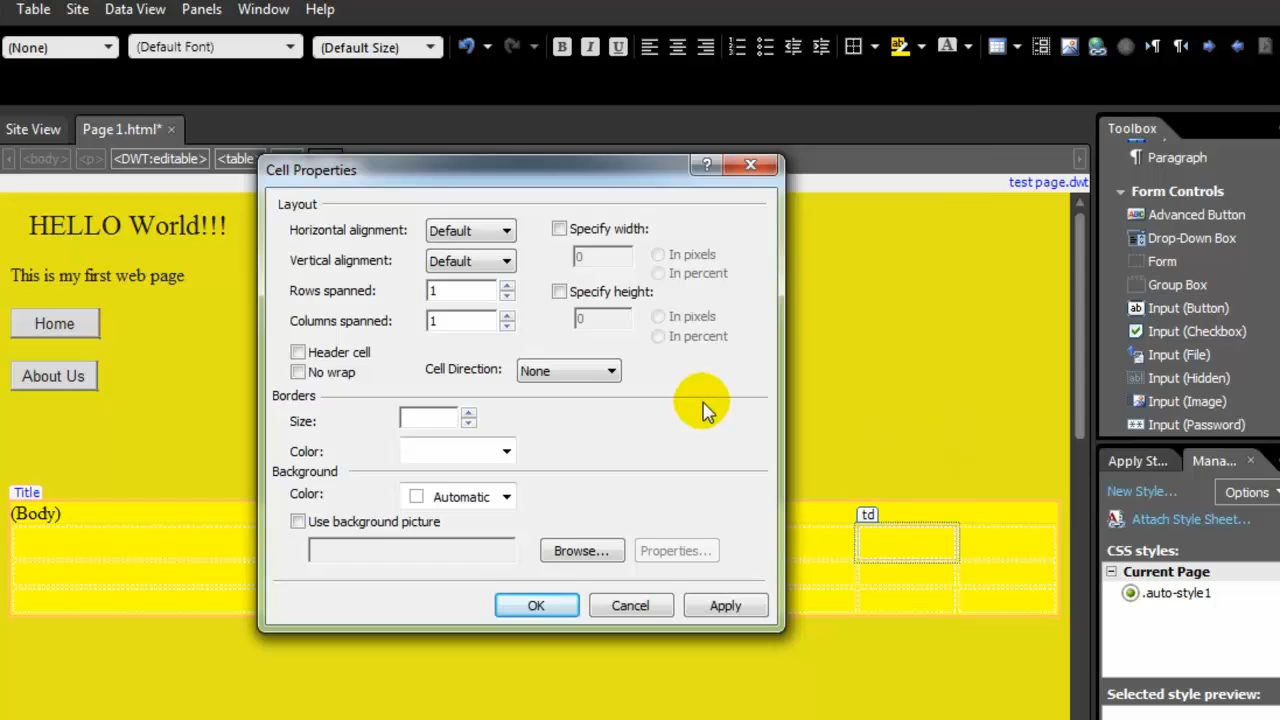 Table Site Data View Panels Window Help
(None) (Default Font) (Default Size) B I U ab A
Site View Page 1.html* ×
<body> <p> <DWT:editable> <table
test page.dwt
HELLO World!!!
This is my first web page
Home
About Us
Title
(Body)
td
Cell Properties
?
Layout
Horizontal alignment: Default
Vertical alignment: Default
Rows spanned: 1
Columns spanned: 1
Header cell
No wrap
Specify width:
0
In pixels
In percent
Specify height:
0
In pixels
In percent
Cell Direction: None
Borders
Size:
Color:
Background
Color: Automatic
Use background picture
Browse... Properties...
OK Cancel Apply
Toolbox
Paragraph
Form Controls
Advanced Button
Drop-Down Box
Form
Group Box
Input (Button)
Input (Checkbox)
Input (File)
Input (Hidden)
Input (Image)
Input (Password)
Apply St... Mana... ×
New Style... Options
Attach Style Sheet...
CSS styles:
Current Page
.auto-style1
Selected style preview: